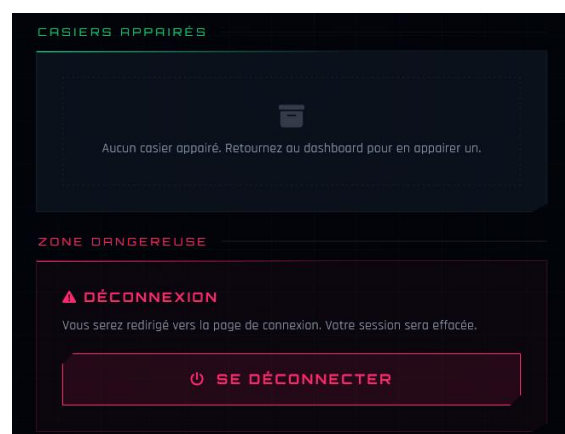 CASIERS APPAIRÉS
Aucun casier appairé. Retournez au dashboard pour en appairer un.
ZONE DANGEREUSE
DÉCONNEXION
Vous serez redirigé vers la page de connexion. Votre session sera effacée.
SE DÉCONNECTER